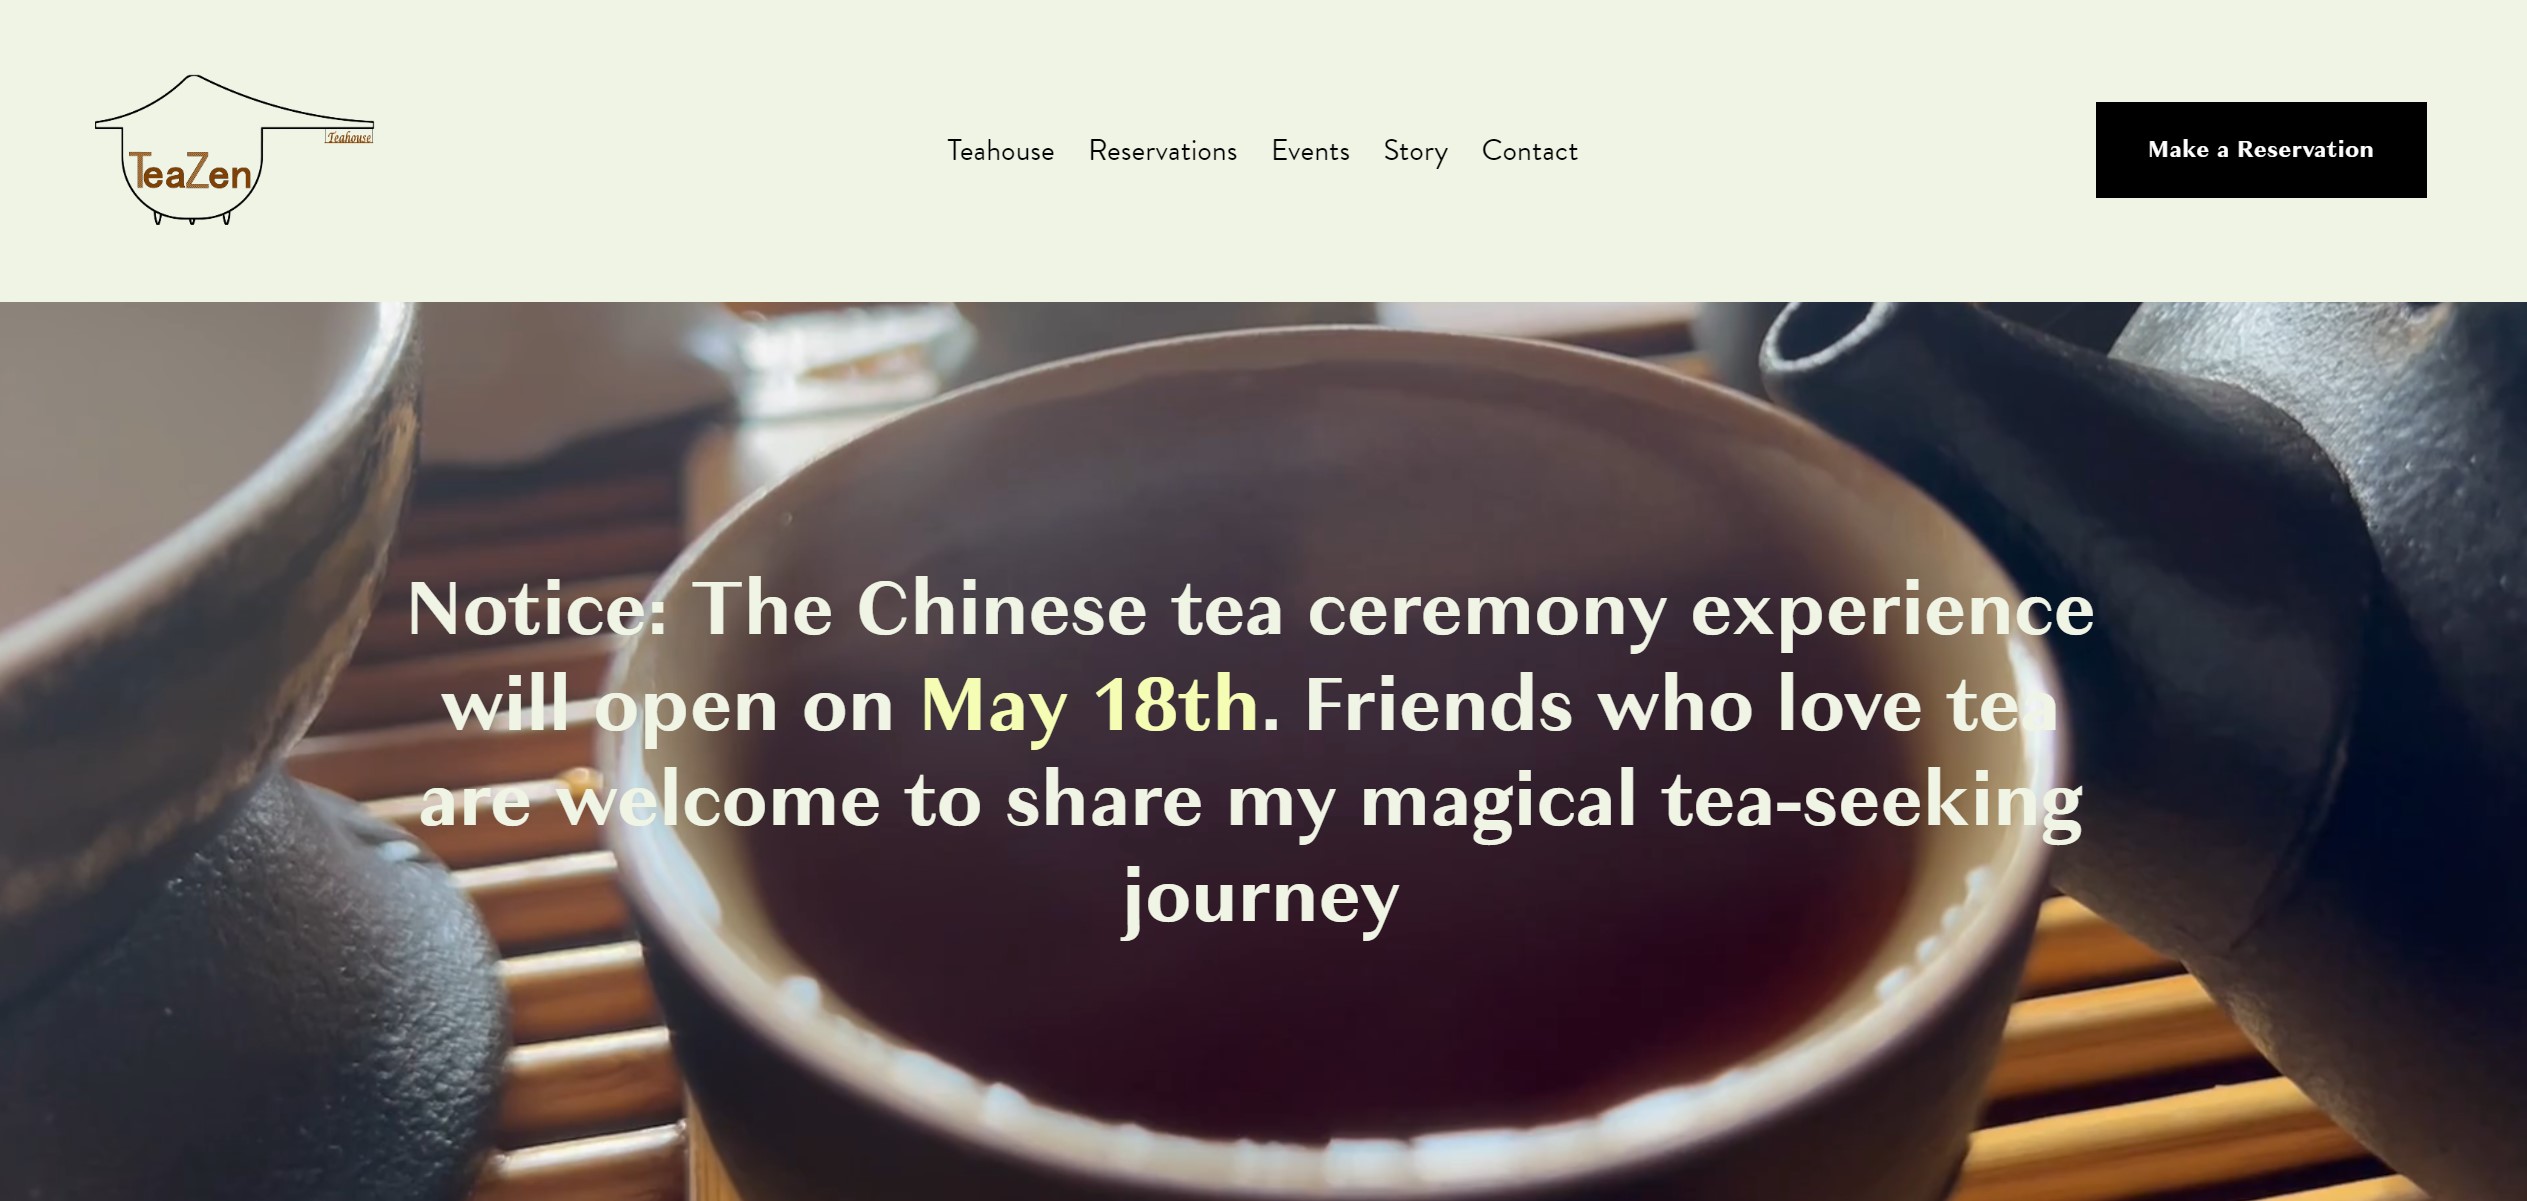 Teahouse
TeaZen
Teahouse Reservations Events Story Contact
Make a Reservation
Notice: The Chinese tea ceremony experience
will open on May 18th. Friends who love tea
are welcome to share my magical tea-seeking
journey